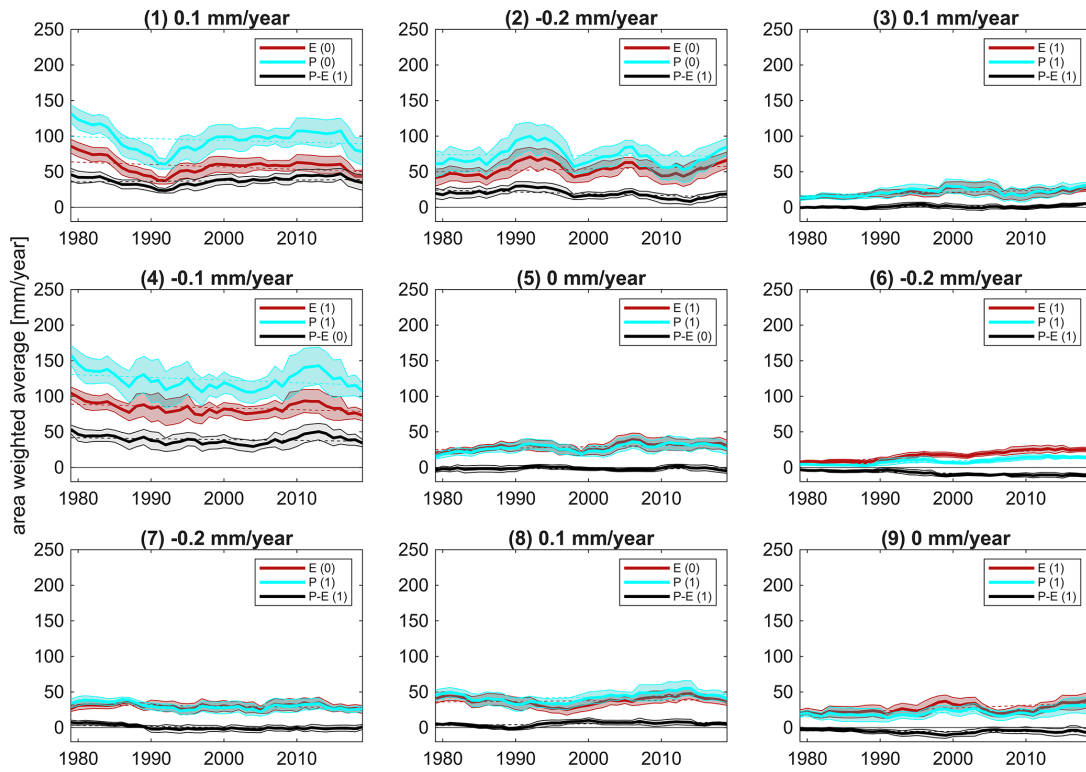 (1) 0.1 mm/year
(2) -0.2 mm/year
(3) 0.1 mm/year
250
200
150
100
50
0
E (0)
P (0)
P-E (1)
1980 1990 2000 2010
250
200
150
100
50
0
E (0)
P (0)
P-E (1)
1980 1990 2000 2010
250
200
150
100
50
0
E (1)
P (1)
P-E (1)
1980 1990 2000 2010
area weighted average [mm/year]
(4) -0.1 mm/year
(5) 0 mm/year
(6) -0.2 mm/year
250
200
150
100
50
0
E (1)
P (1)
P-E (0)
1980 1990 2000 2010
250
200
150
100
50
0
E (1)
P (1)
P-E (0)
1980 1990 2000 2010
250
200
150
100
50
0
E (1)
P (1)
P-E (1)
1980 1990 2000 2010
(7) -0.2 mm/year
(8) 0.1 mm/year
(9) 0 mm/year
250
200
150
100
50
0
E (0)
P (1)
P-E (1)
1980 1990 2000 2010
250
200
150
100
50
0
E (1)
P (1)
P-E (1)
1980 1990 2000 2010
250
200
150
100
50
0
E (1)
P (1)
P-E (1)
1980 1990 2000 2010